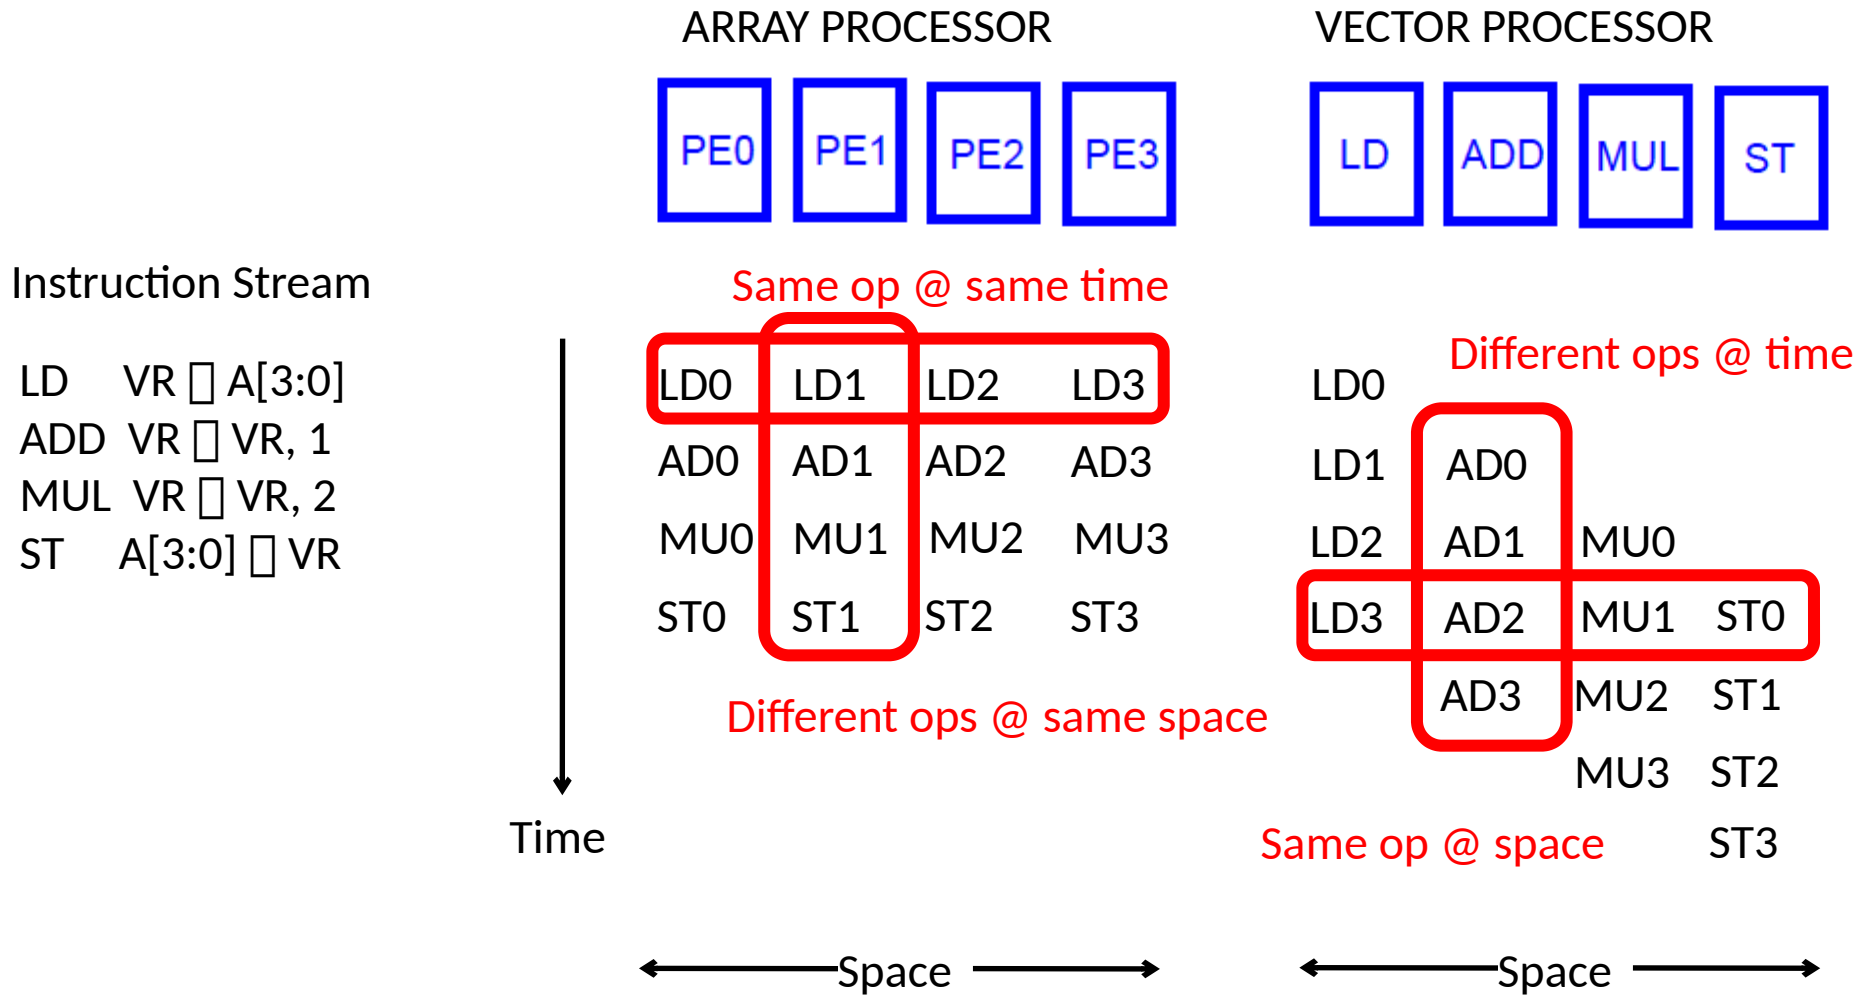 ARRAY PROCESSOR
VECTOR PROCESSOR
PE0 PE1 PE2 PE3
LD ADD MUL ST
Instruction Stream
LD VR ▯ A[3:0]
ADD VR ▯ VR, 1
MUL VR ▯ VR, 2
ST A[3:0] ▯ VR
Time
Same op @ same time
LD0 LD1 LD2 LD3
AD0 AD1 AD2 AD3
MU0 MU1 MU2 MU3
ST0 ST1 ST2 ST3
Different ops @ same space
Space
Different ops @ time
LD0
LD1 AD0
LD2 AD1 MU0
LD3 AD2 MU1 ST0
AD3 MU2 ST1
MU3 ST2
ST3
Same op @ space
Space